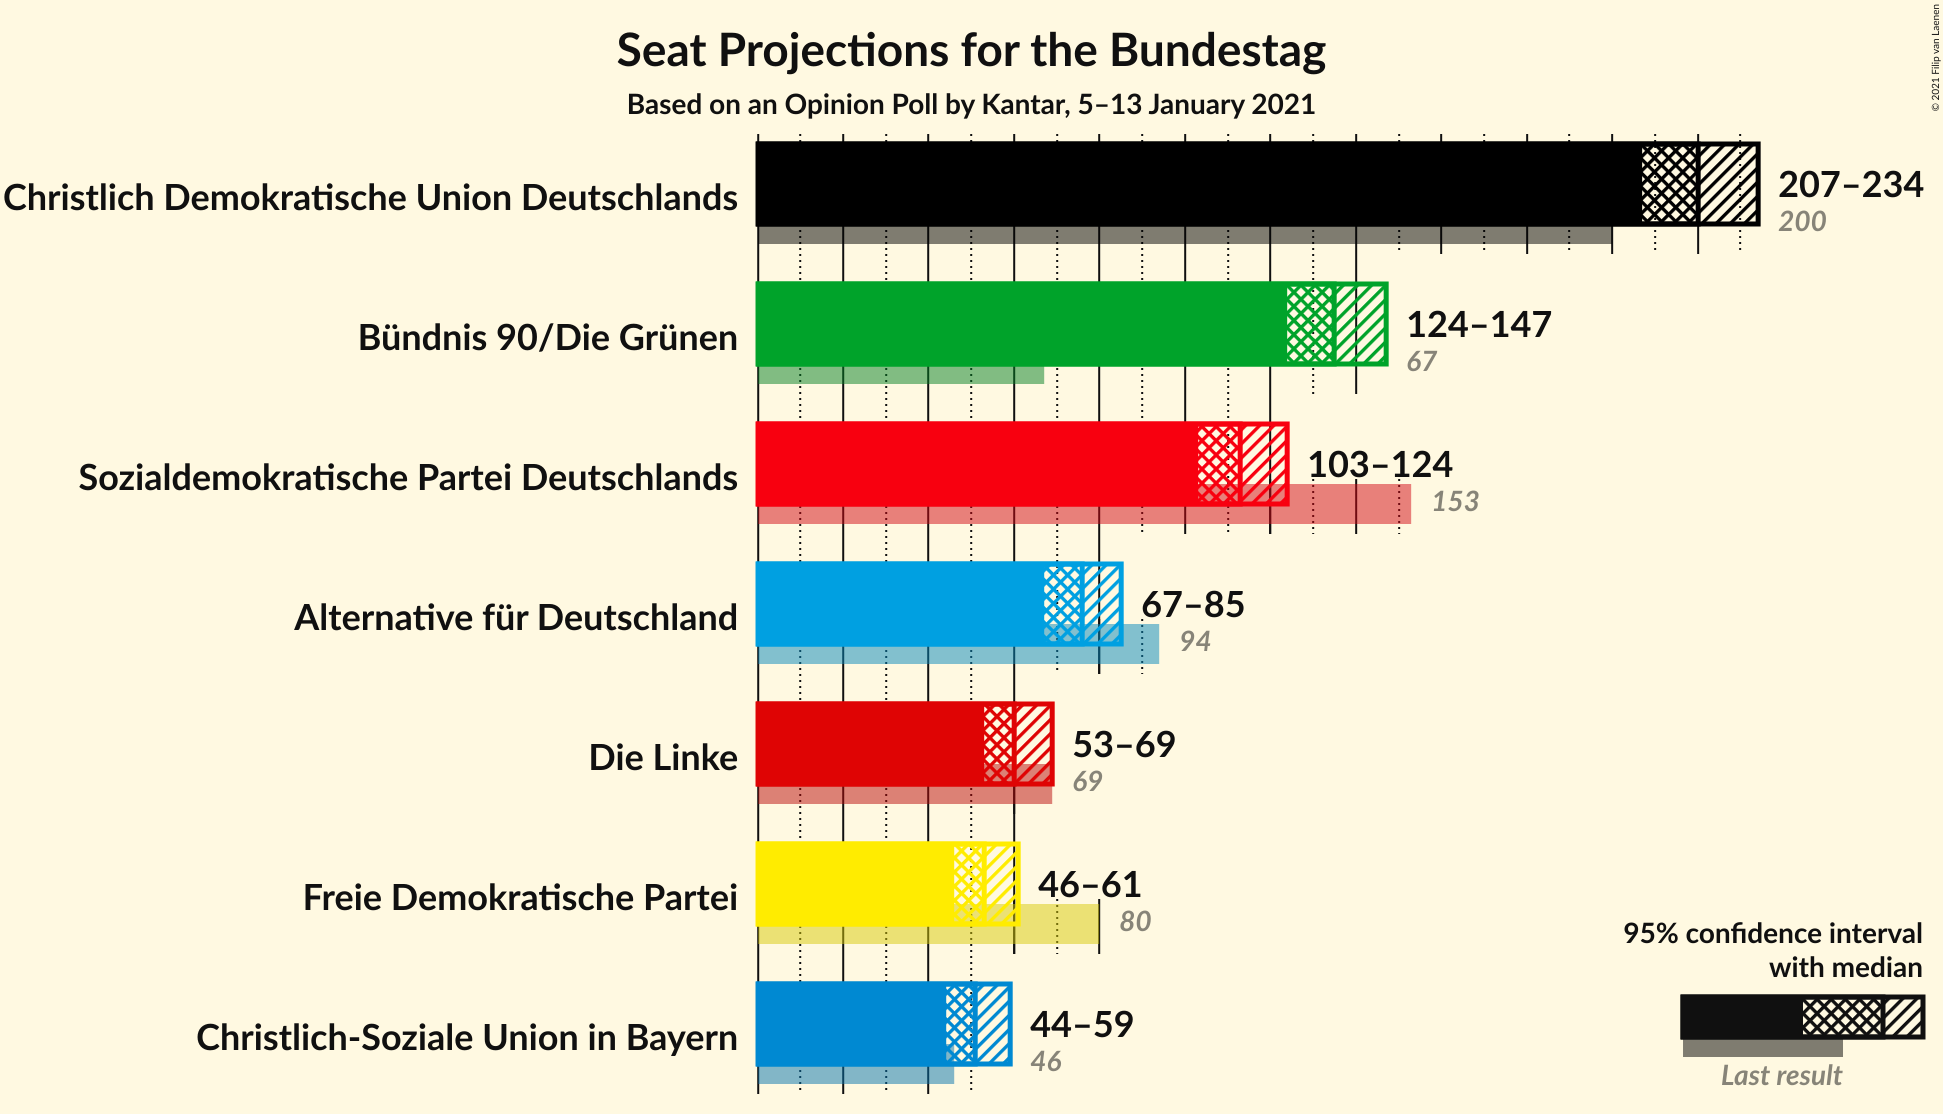 Seat Projections for the Bundestag
Based on an Opinion Poll by Kantar, 5–13 January 2021
© 2021 Filip van Laenen
Christlich Demokratische Union Deutschlands
207–234
200
Bündnis 90/Die Grünen
124–147
67
Sozialdemokratische Partei Deutschlands
103–124
153
Alternative für Deutschland
67–85
94
Die Linke
53–69
69
Freie Demokratische Partei
46–61
80
Christlich-Soziale Union in Bayern
44–59
46
95% confidence interval
with median
Last result